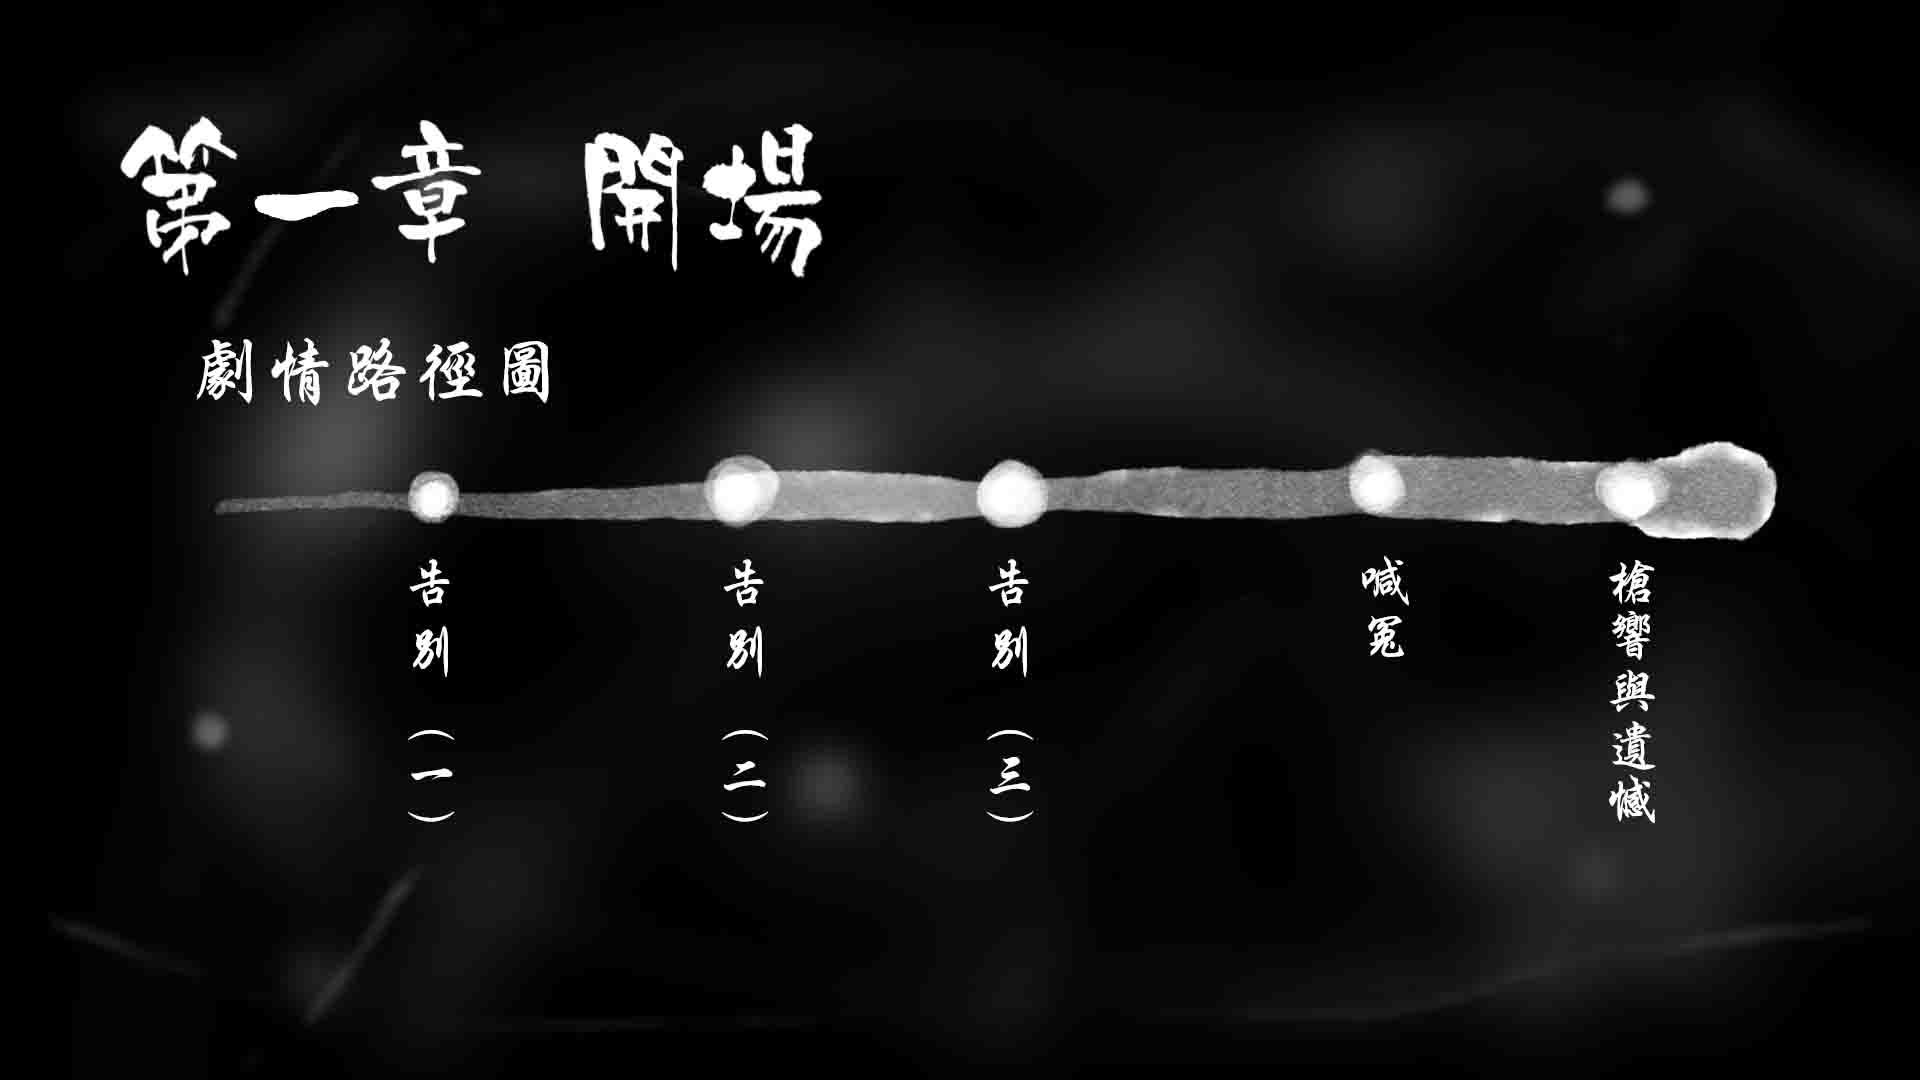 第一章 開場
劇情路徑圖
告別（一）
告別（二）
告別（三）
喊冤
槍響與遺憾